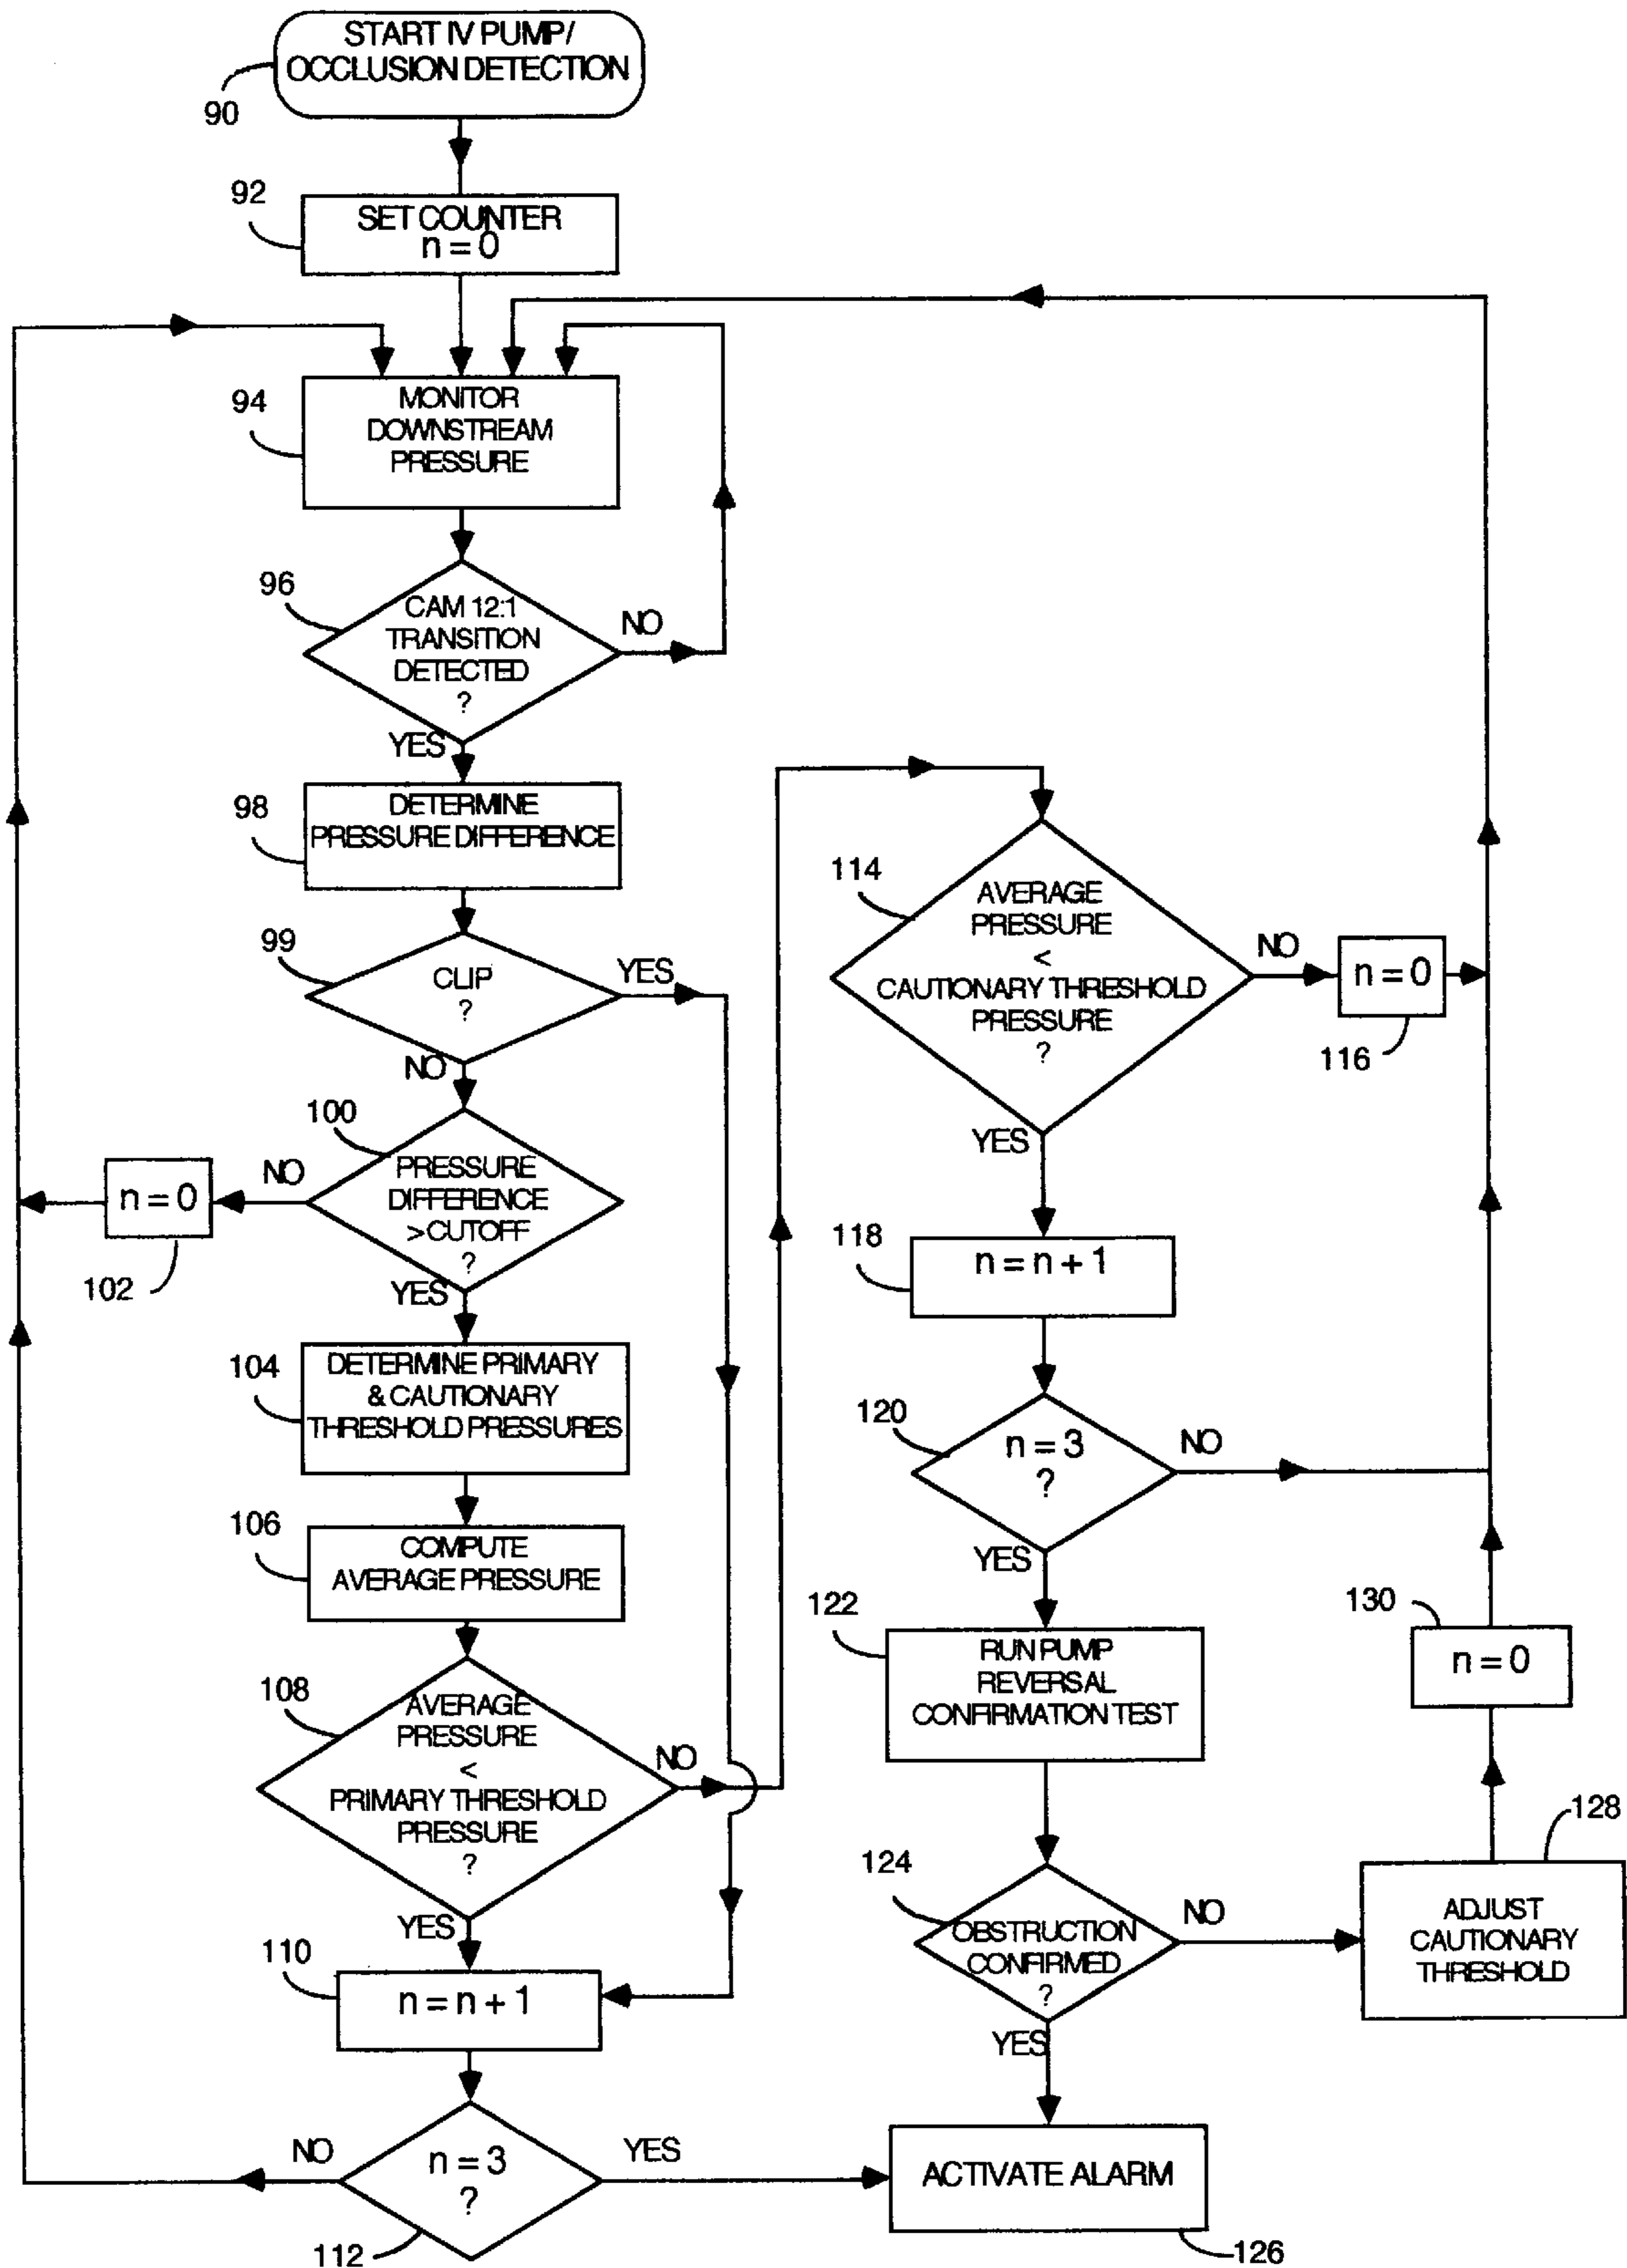 START IV PUMP/
OCCLUSION DETECTION
90
92
SET COUNTER
n = 0
94
MONITOR
DOWNSTREAM
PRESSURE
96
CAM 12:1
TRANSITION
DETECTED
?
NO
YES
98
DETERMINE
PRESSURE DIFFERENCE
99
CLIP
?
YES
NO
100
PRESSURE
DIFFERENCE
>CUTOFF
?
NO
n = 0
102
YES
104
DETERMINE PRIMARY
& CAUTIONARY
THRESHOLD PRESSURES
106
COMPUTE
AVERAGE PRESSURE
108
AVERAGE
PRESSURE
<
PRIMARY THRESHOLD
PRESSURE
?
NO
YES
110
n = n + 1
NO
n = 3
?
YES
112
114
AVERAGE
PRESSURE
<
CAUTIONARY THRESHOLD
PRESSURE
?
NO
n = 0
116
YES
118
n = n + 1
120
n = 3
?
NO
YES
122
RUN PUMP
REVERSAL
CONFIRMATION TEST
124
OBSTRUCTION
CONFIRMED
?
NO
YES
130
n = 0
128
ADJUST
CAUTIONARY
THRESHOLD
ACTIVATE ALARM
126